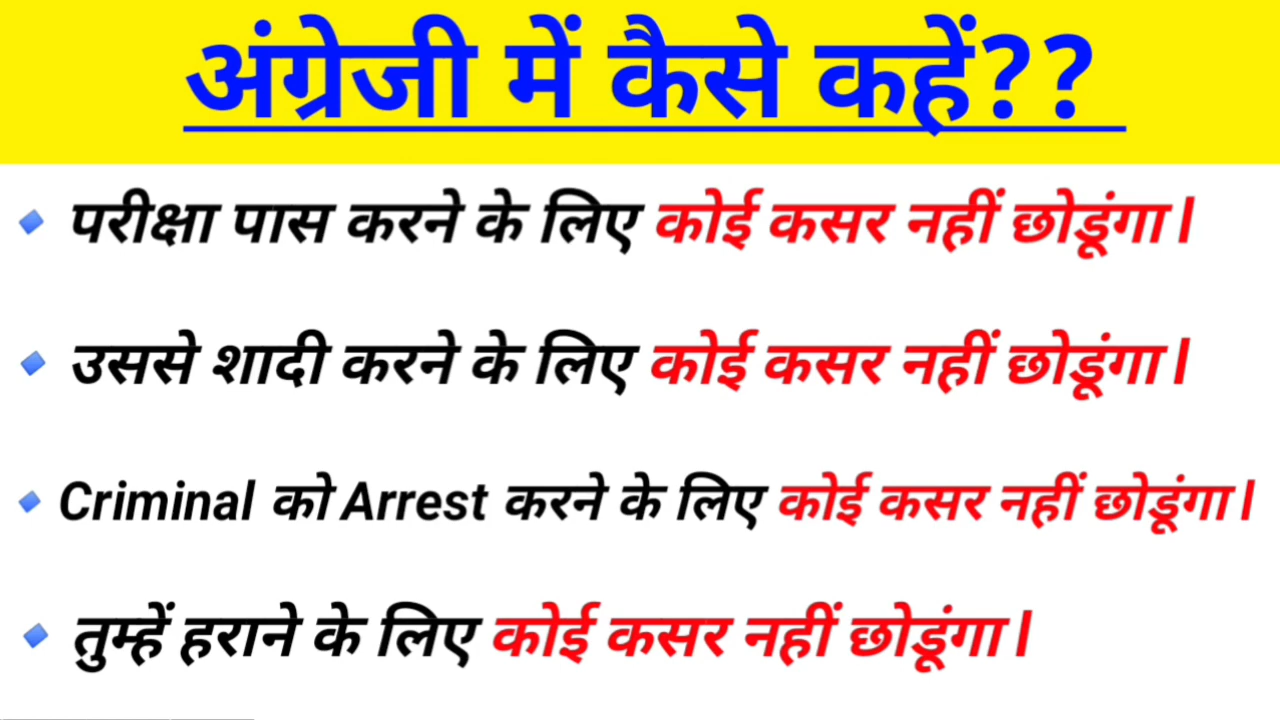 अंग्रेजी में कैसे कहें??
परीक्षा पास करने के लिए कोई कसर नहीं छोडूंगा।
उससे शादी करने के लिए कोई कसर नहीं छोडूंगा।
Criminal को Arrest करने के लिए कोई कसर नहीं छोडूंगा।
तुम्हें हराने के लिए कोई कसर नहीं छोडूंगा।